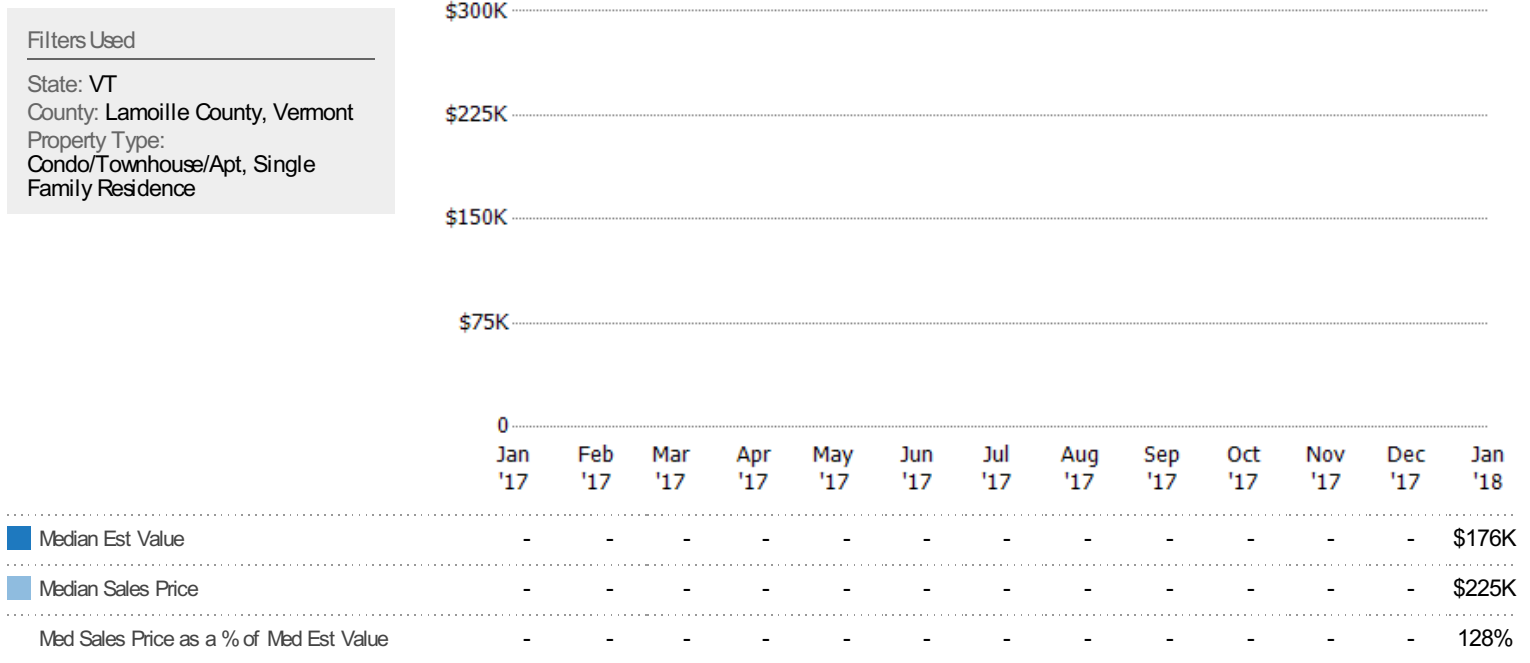 Filters Used
State: VT
County: Lamoille County, Vermont
Property Type:
Condo/Townhouse/Apt, Single
Family Residence
$300K
$225K
$150K
$75K
0
Jan Feb Mar Apr May Jun Jul Aug Sep Oct Nov Dec Jan
'17 '17 '17 '17 '17 '17 '17 '17 '17 '17 '17 '17 '18
Median Est Value - - - - - - - - - - - - $176K
Median Sales Price - - - - - - - - - - - - $225K
Med Sales Price as a % of Med Est Value - - - - - - - - - - - - 128%